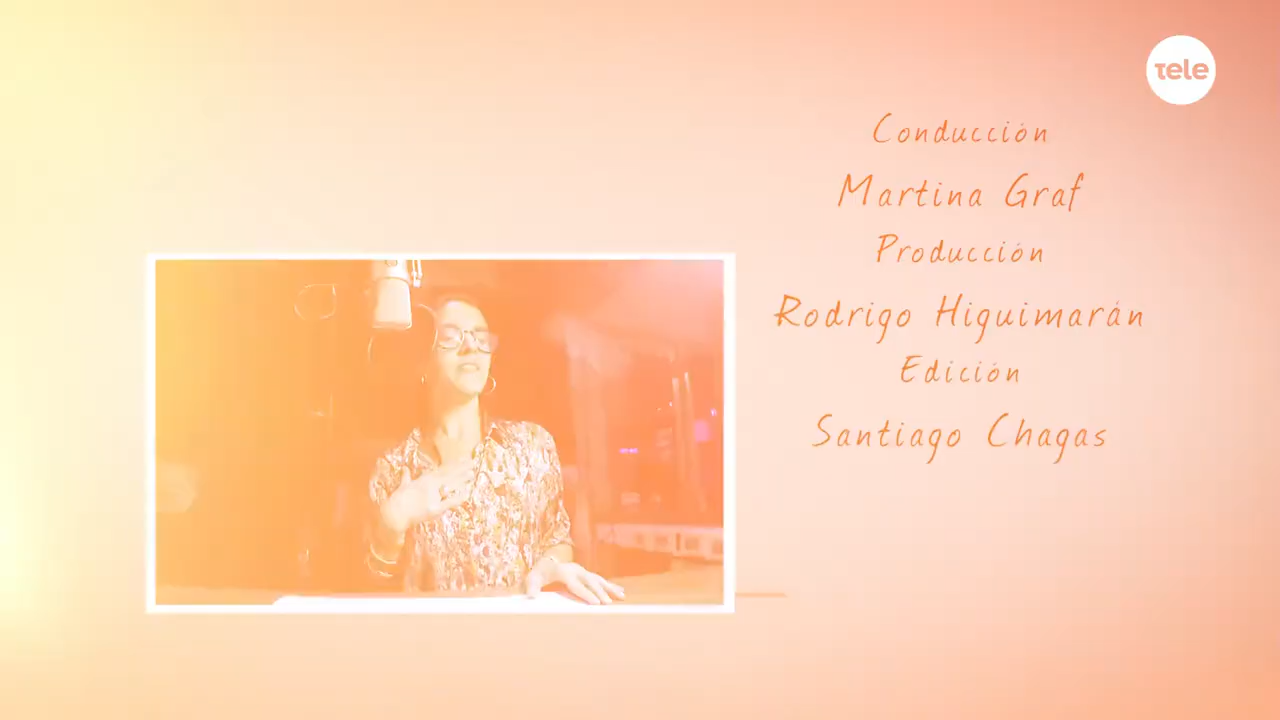 tele
Conducción
Martina Graf
Producción
Rodrigo Higuimarán
Edición
Santiago Chagas